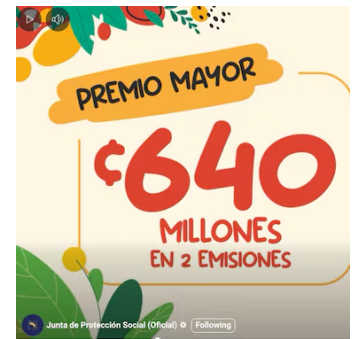 PREMIO MAYOR
¢640
MILLONES
EN 2 EMISIONES
Junta de Protección Social (Oficial) Following